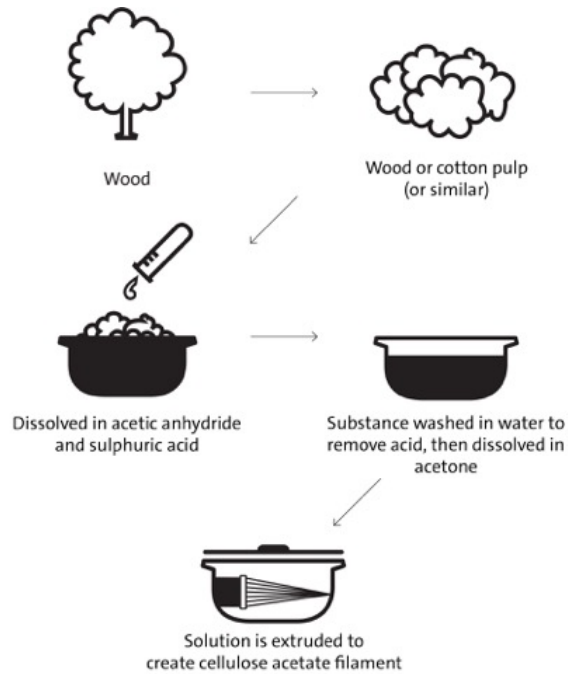 Wood
Wood or cotton pulp
(or similar)
Dissolved in acetic anhydride
and sulphuric acid
Substance washed in water to
remove acid, then dissolved in
acetone
Solution is extruded to
create cellulose acetate filament